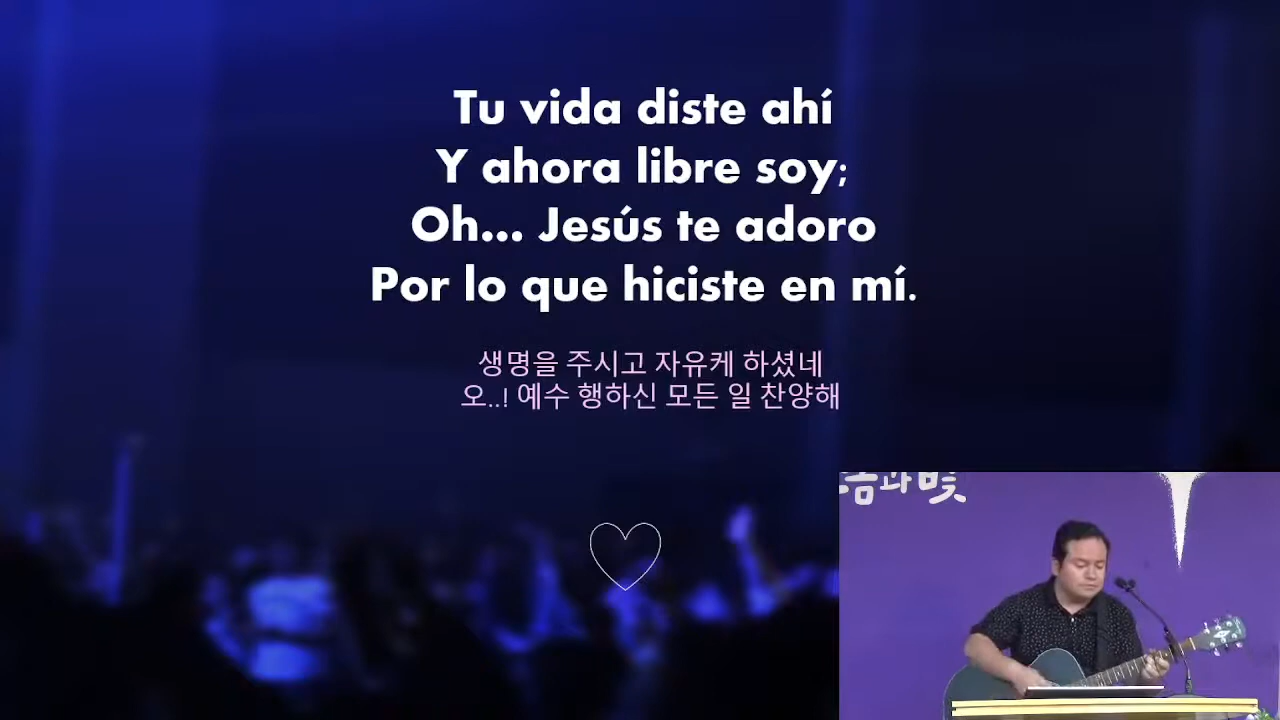 Tu vida diste ahí
Y ahora libre soy;
Oh... Jesús te adoro
Por lo que hiciste en mí.
생명을 주시고 자유케 하셨네
오..! 예수 행하신 모든 일 찬양해